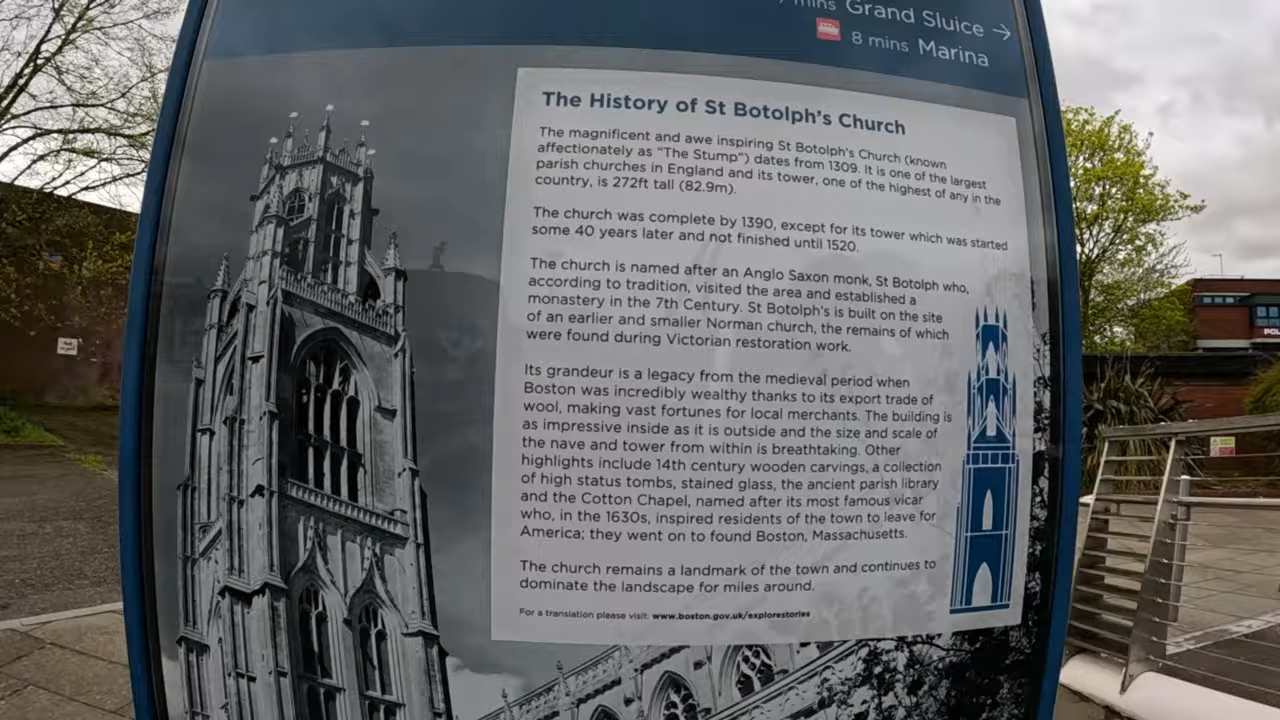 mins Grand Sluice →
8 mins Marina
The History of St Botolph's Church
The magnificent and awe inspiring St Botolph's Church (known
affectionately as "The Stump") dates from 1309. It is one of the largest
parish churches in England and its tower, one of the highest of any in the
country, is 272ft tall (82.9m).
The church was complete by 1390, except for its tower which was started
some 40 years later and not finished until 1520.
The church is named after an Anglo Saxon monk, St Botolph who,
according to tradition, visited the area and established a
monastery in the 7th Century. St Botolph's is built on the site
of an earlier and smaller Norman church, the remains of which
were found during Victorian restoration work.
Its grandeur is a legacy from the medieval period when
Boston was incredibly wealthy thanks to its export trade of
wool, making vast fortunes for local merchants. The building is
as impressive inside as it is outside and the size and scale of
the nave and tower from within is breathtaking. Other
highlights include 14th century wooden carvings, a collection
of high status tombs, stained glass, the ancient parish library
and the Cotton Chapel, named after its most famous vicar
who, in the 1630s, inspired residents of the town to leave for
America; they went on to found Boston, Massachusetts.
The church remains a landmark of the town and continues to
dominate the landscape for miles around.
For a translation please visit: www.boston.gov.uk/explorestories